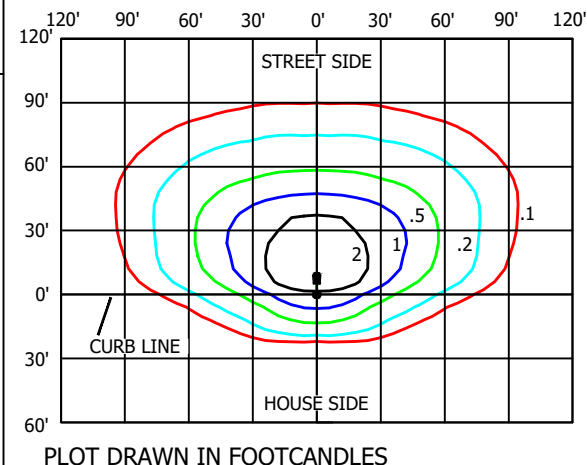 120' 90' 60' 30' 0' 30' 60' 90' 120'
120'
STREET SIDE
90'
60'
.5 .1
30'
1 .2
2
0'
CURB LINE
30'
HOUSE SIDE
60'
PLOT DRAWN IN FOOTCANDLES